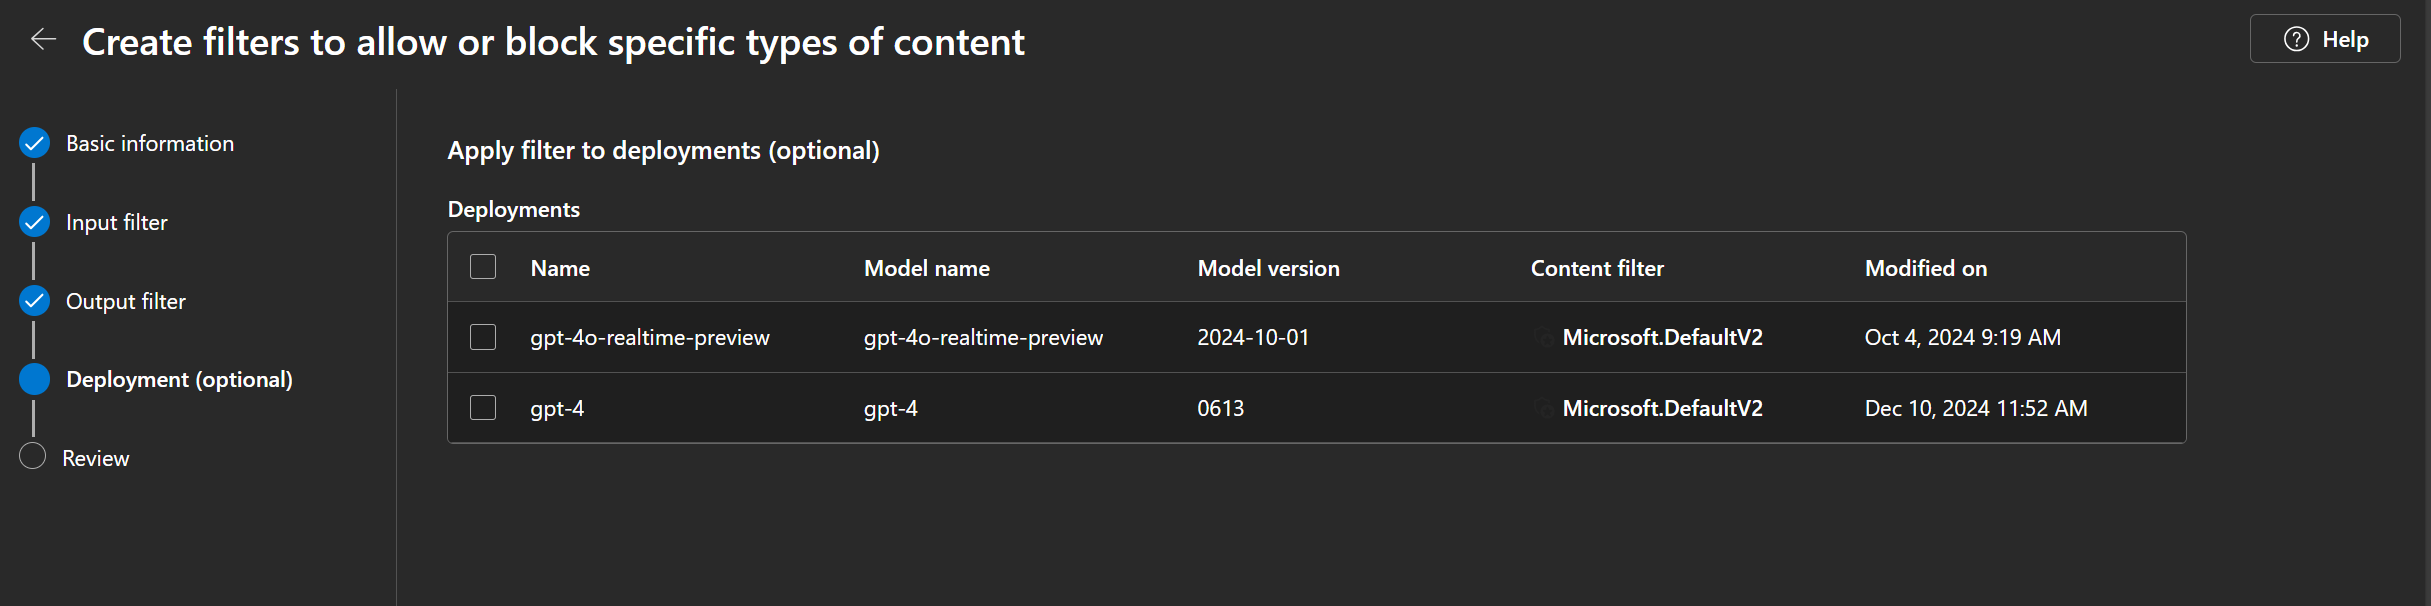 Create filters to allow or block specific types of content
Help
Basic information
Input filter
Output filter
Deployment (optional)
Review
Apply filter to deployments (optional)
Deployments
Name Model name Model version Content filter Modified on
gpt-4o-realtime-preview gpt-4o-realtime-preview 2024-10-01 Microsoft.DefaultV2 Oct 4, 2024 9:19 AM
gpt-4 gpt-4 0613 Microsoft.DefaultV2 Dec 10, 2024 11:52 AM